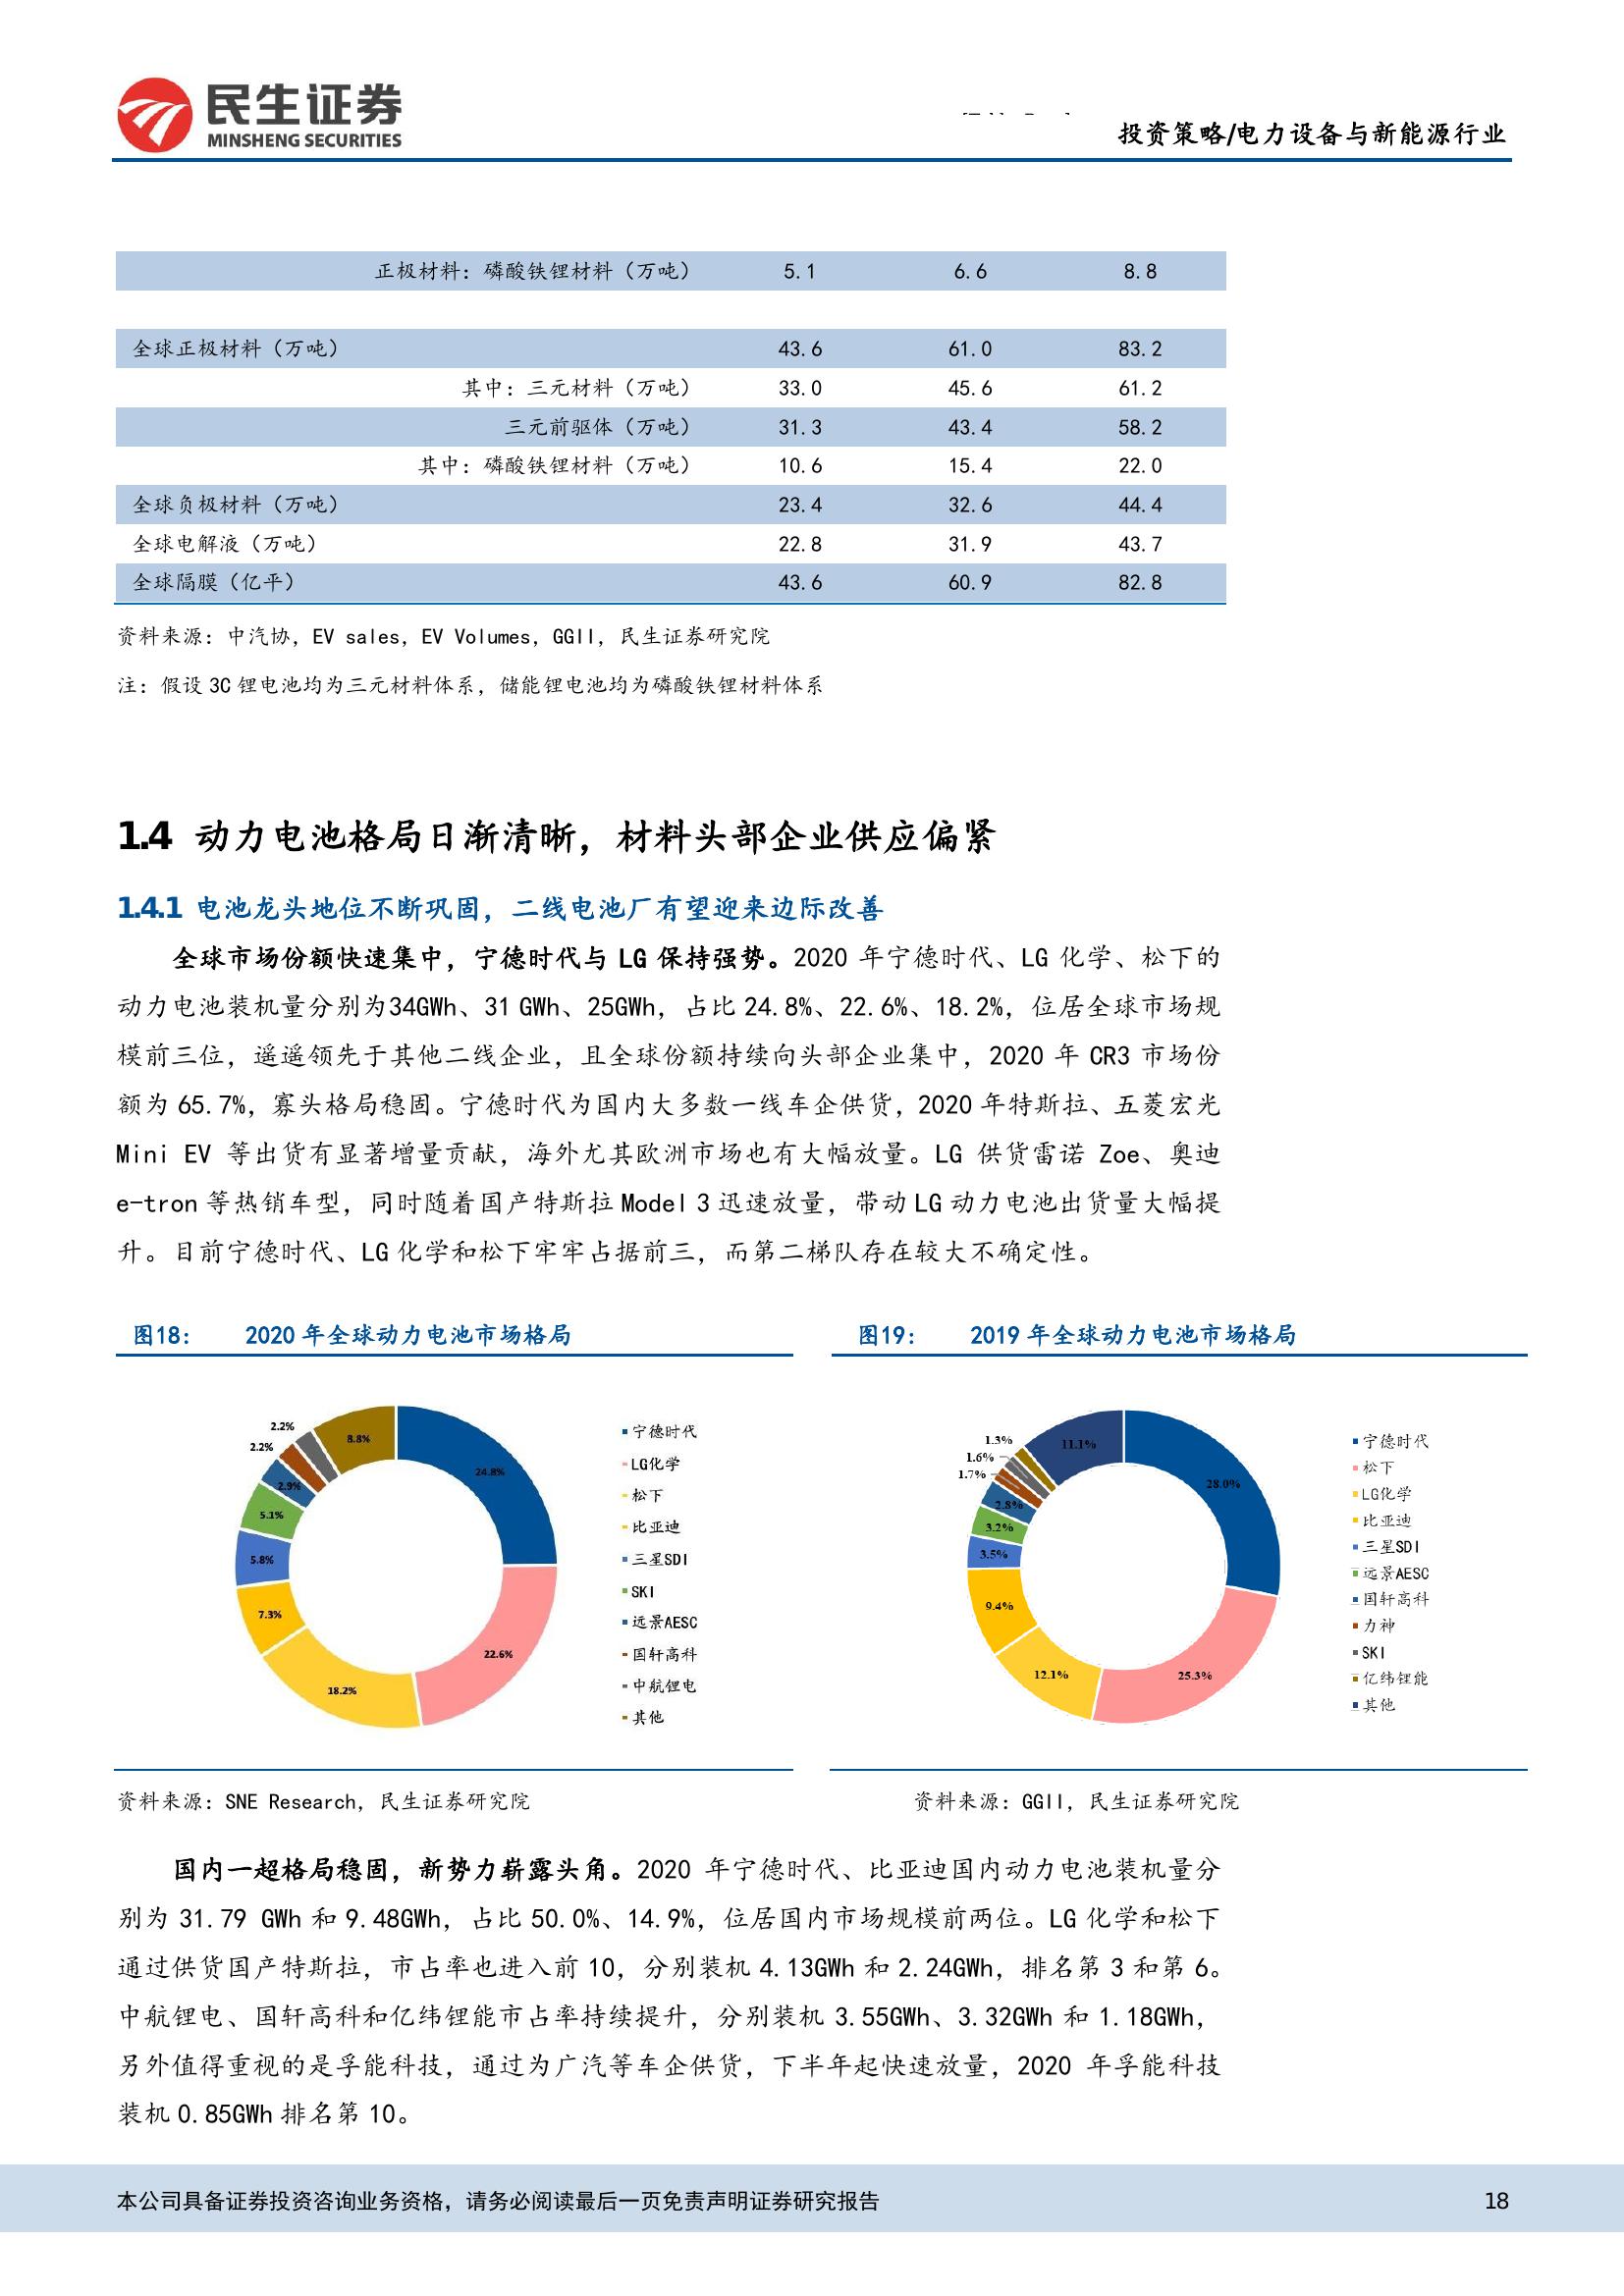 民生证券
MINSHENG SECURITIES
投资策略/电力设备与新能源行业
正极材料：磷酸铁锂材料（万吨） 5.1 6.6 8.8
全球正极材料（万吨） 43.6 61.0 83.2
其中：三元材料（万吨） 33.0 45.6 61.2
三元前驱体（万吨） 31.3 43.4 58.2
其中：磷酸铁锂材料（万吨） 10.6 15.4 22.0
全球负极材料（万吨） 23.4 32.6 44.4
全球电解液（万吨） 22.8 31.9 43.7
全球隔膜（亿平） 43.6 60.9 82.8
资料来源：中汽协，EV sales，EV Volumes，GGII，民生证券研究院
注：假设 3C 锂电池均为三元材料体系，储能锂电池均为磷酸铁锂材料体系
1.4 动力电池格局日渐清晰，材料头部企业供应偏紧
1.4.1 电池龙头地位不断巩固，二线电池厂有望迎来边际改善
全球市场份额快速集中，宁德时代与 LG 保持强势。2020 年宁德时代、LG 化学、松下的
动力电池装机量分别为34GWh、31 GWh、25GWh，占比 24.8%、22.6%、18.2%，位居全球市场规
模前三位，遥遥领先于其他二线企业，且全球份额持续向头部企业集中，2020 年 CR3 市场份
额为 65.7%，寡头格局稳固。宁德时代为国内大多数一线车企供货，2020 年特斯拉、五菱宏光
Mini EV 等出货有显著增量贡献，海外尤其欧洲市场也有大幅放量。LG 供货雷诺 Zoe、奥迪
e-tron 等热销车型，同时随着国产特斯拉 Model 3 迅速放量，带动 LG 动力电池出货量大幅提
升。目前宁德时代、LG 化学和松下牢牢占据前三，而第二梯队存在较大不确定性。
图18： 2020 年全球动力电池市场格局
24.8%
22.6%
18.2%
7.3%
5.8%
5.1%
2.9%
2.2%
2.2%
8.8%
宁德时代
LG化学
松下
比亚迪
三星SDI
SKI
远景AESC
国轩高科
中航锂电
其他
资料来源：SNE Research，民生证券研究院
图19： 2019 年全球动力电池市场格局
28.0%
25.3%
12.1%
9.4%
3.5%
3.2%
2.8%
1.7%
1.6%
1.3%
11.1%
宁德时代
松下
LG化学
比亚迪
三星SDI
远景AESC
国轩高科
力神
SKI
亿纬锂能
其他
资料来源：GGII，民生证券研究院
国内一超格局稳固，新势力崭露头角。2020 年宁德时代、比亚迪国内动力电池装机量分
别为 31.79 GWh 和 9.48GWh，占比 50.0%、14.9%，位居国内市场规模前两位。LG 化学和松下
通过供货国产特斯拉，市占率也进入前 10，分别装机 4.13GWh 和 2.24GWh，排名第 3 和第 6。
中航锂电、国轩高科和亿纬锂能市占率持续提升，分别装机 3.55GWh、3.32GWh 和 1.18GWh，
另外值得重视的是孚能科技，通过为广汽等车企供货，下半年起快速放量，2020 年孚能科技
装机 0.85GWh 排名第 10。
本公司具备证券投资咨询业务资格，请务必阅读最后一页免责声明证券研究报告 18